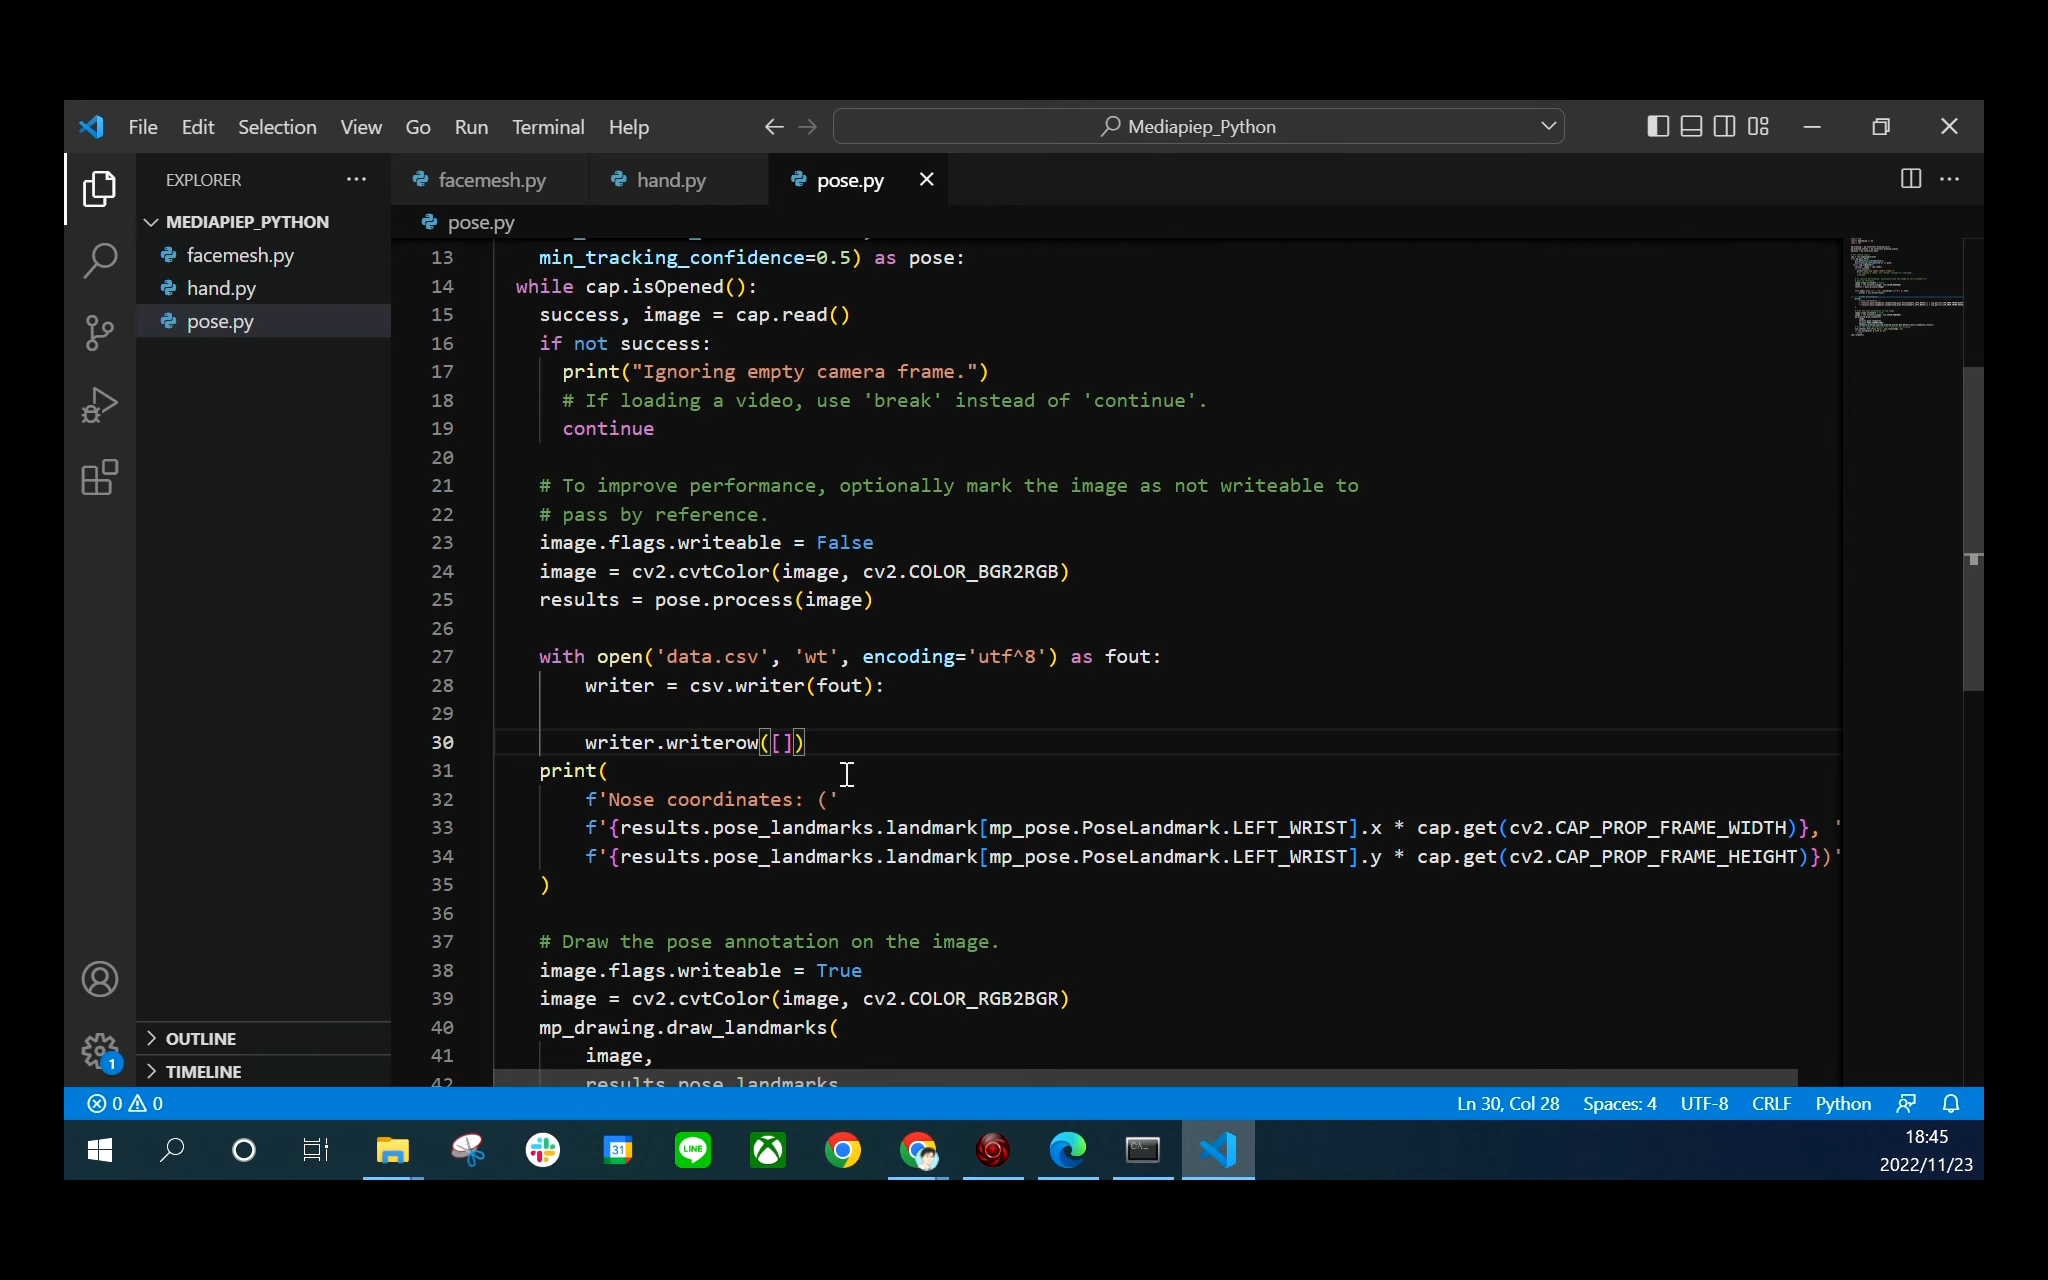 File Edit Selection View Go Run Terminal Help Mediapiep_Python
EXPLORER
MEDIAPIEP_PYTHON
facemesh.py
hand.py
pose.py
OUTLINE
TIMELINE
facemesh.py hand.py pose.py
pose.py
13 min_tracking_confidence=0.5) as pose:
14 while cap.isOpened():
15 success, image = cap.read()
16 if not success:
17 print("Ignoring empty camera frame.")
18 # If loading a video, use 'break' instead of 'continue'.
19 continue
20
21 # To improve performance, optionally mark the image as not writeable to
22 # pass by reference.
23 image.flags.writeable = False
24 image = cv2.cvtColor(image, cv2.COLOR_BGR2RGB)
25 results = pose.process(image)
26
27 with open('data.csv', 'wt', encoding='utf^8') as fout:
28 writer = csv.writer(fout):
29
30 writer.writerow([])
31 print(
32 f'Nose coordinates: ('
33 f'{results.pose_landmarks.landmark[mp_pose.PoseLandmark.LEFT_WRIST].x * cap.get(cv2.CAP_PROP_FRAME_WIDTH)}, '
34 f'{results.pose_landmarks.landmark[mp_pose.PoseLandmark.LEFT_WRIST].y * cap.get(cv2.CAP_PROP_FRAME_HEIGHT)})'
35 )
36
37 # Draw the pose annotation on the image.
38 image.flags.writeable = True
39 image = cv2.cvtColor(image, cv2.COLOR_RGB2BGR)
40 mp_drawing.draw_landmarks(
41 image,
42 results.pose_landmarks
1
0 0 Ln 30, Col 28 Spaces: 4 UTF-8 CRLF Python
31
LINE
18:45
2022/11/23